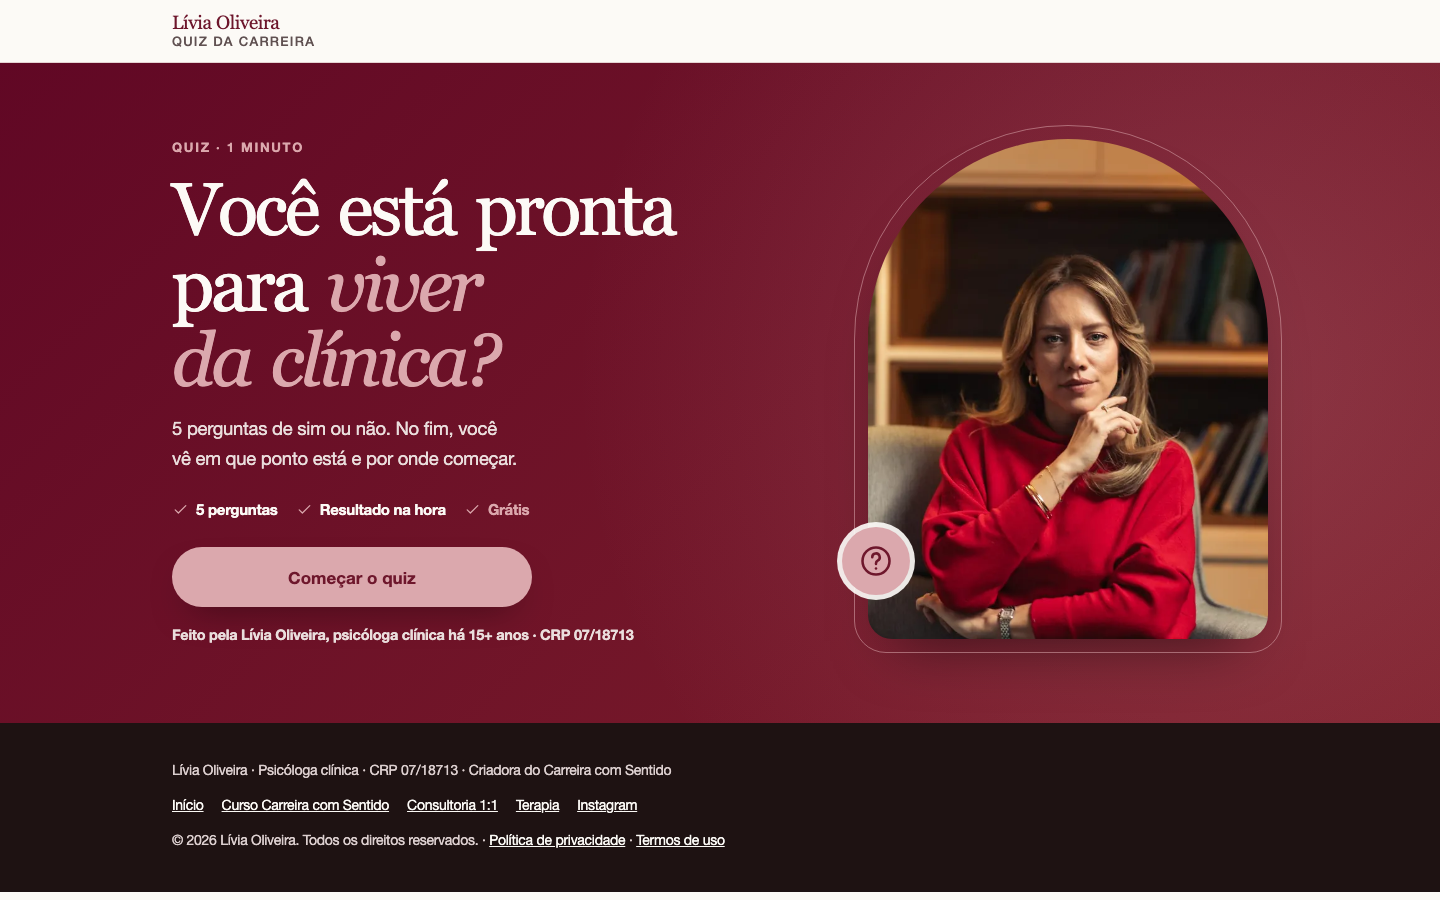 Lívia Oliveira
QUIZ DA CARREIRA
QUIZ · 1 MINUTO
Você está pronta
para viver
da clínica?
5 perguntas de sim ou não. No fim, você
vê em que ponto está e por onde começar.
5 perguntas Resultado na hora Grátis
Começar o quiz
Feito pela Lívia Oliveira, psicóloga clínica há 15+ anos · CRP 07/18713
?
Lívia Oliveira · Psicóloga clínica · CRP 07/18713 · Criadora do Carreira com Sentido
Início Curso Carreira com Sentido Consultoria 1:1 Terapia Instagram
© 2026 Lívia Oliveira. Todos os direitos reservados. · Política de privacidade · Termos de uso